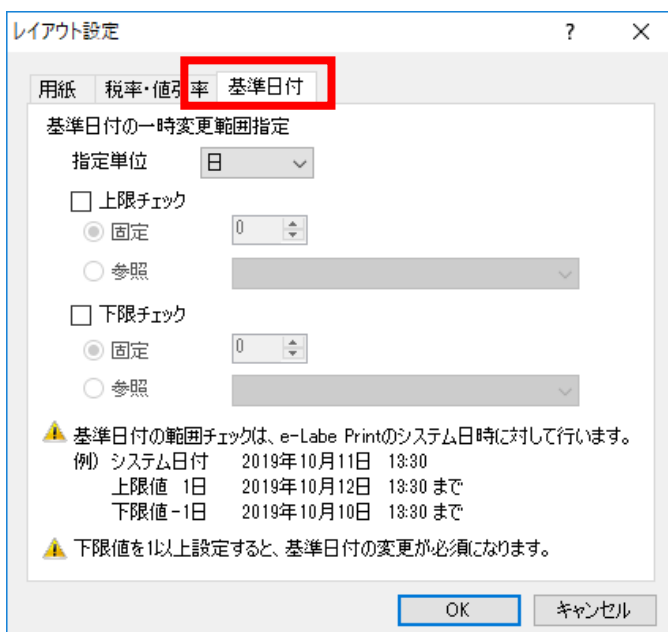 レイアウト設定 ?
用紙 税率・値引率 基準日付
基準日付の一時変更範囲指定
指定単位 日
上限チェック
固定 0
参照
下限チェック
固定 0
参照
基準日付の範囲チェックは、e-Labe Printのシステム日時に対して行います。
例) システム日付 2019年10月11日 13:30
上限値 1日 2019年10月12日 13:30 まで
下限値-1日 2019年10月10日 13:30 まで
下限値を1以上設定すると、基準日付の変更が必須になります。
OK キャンセル